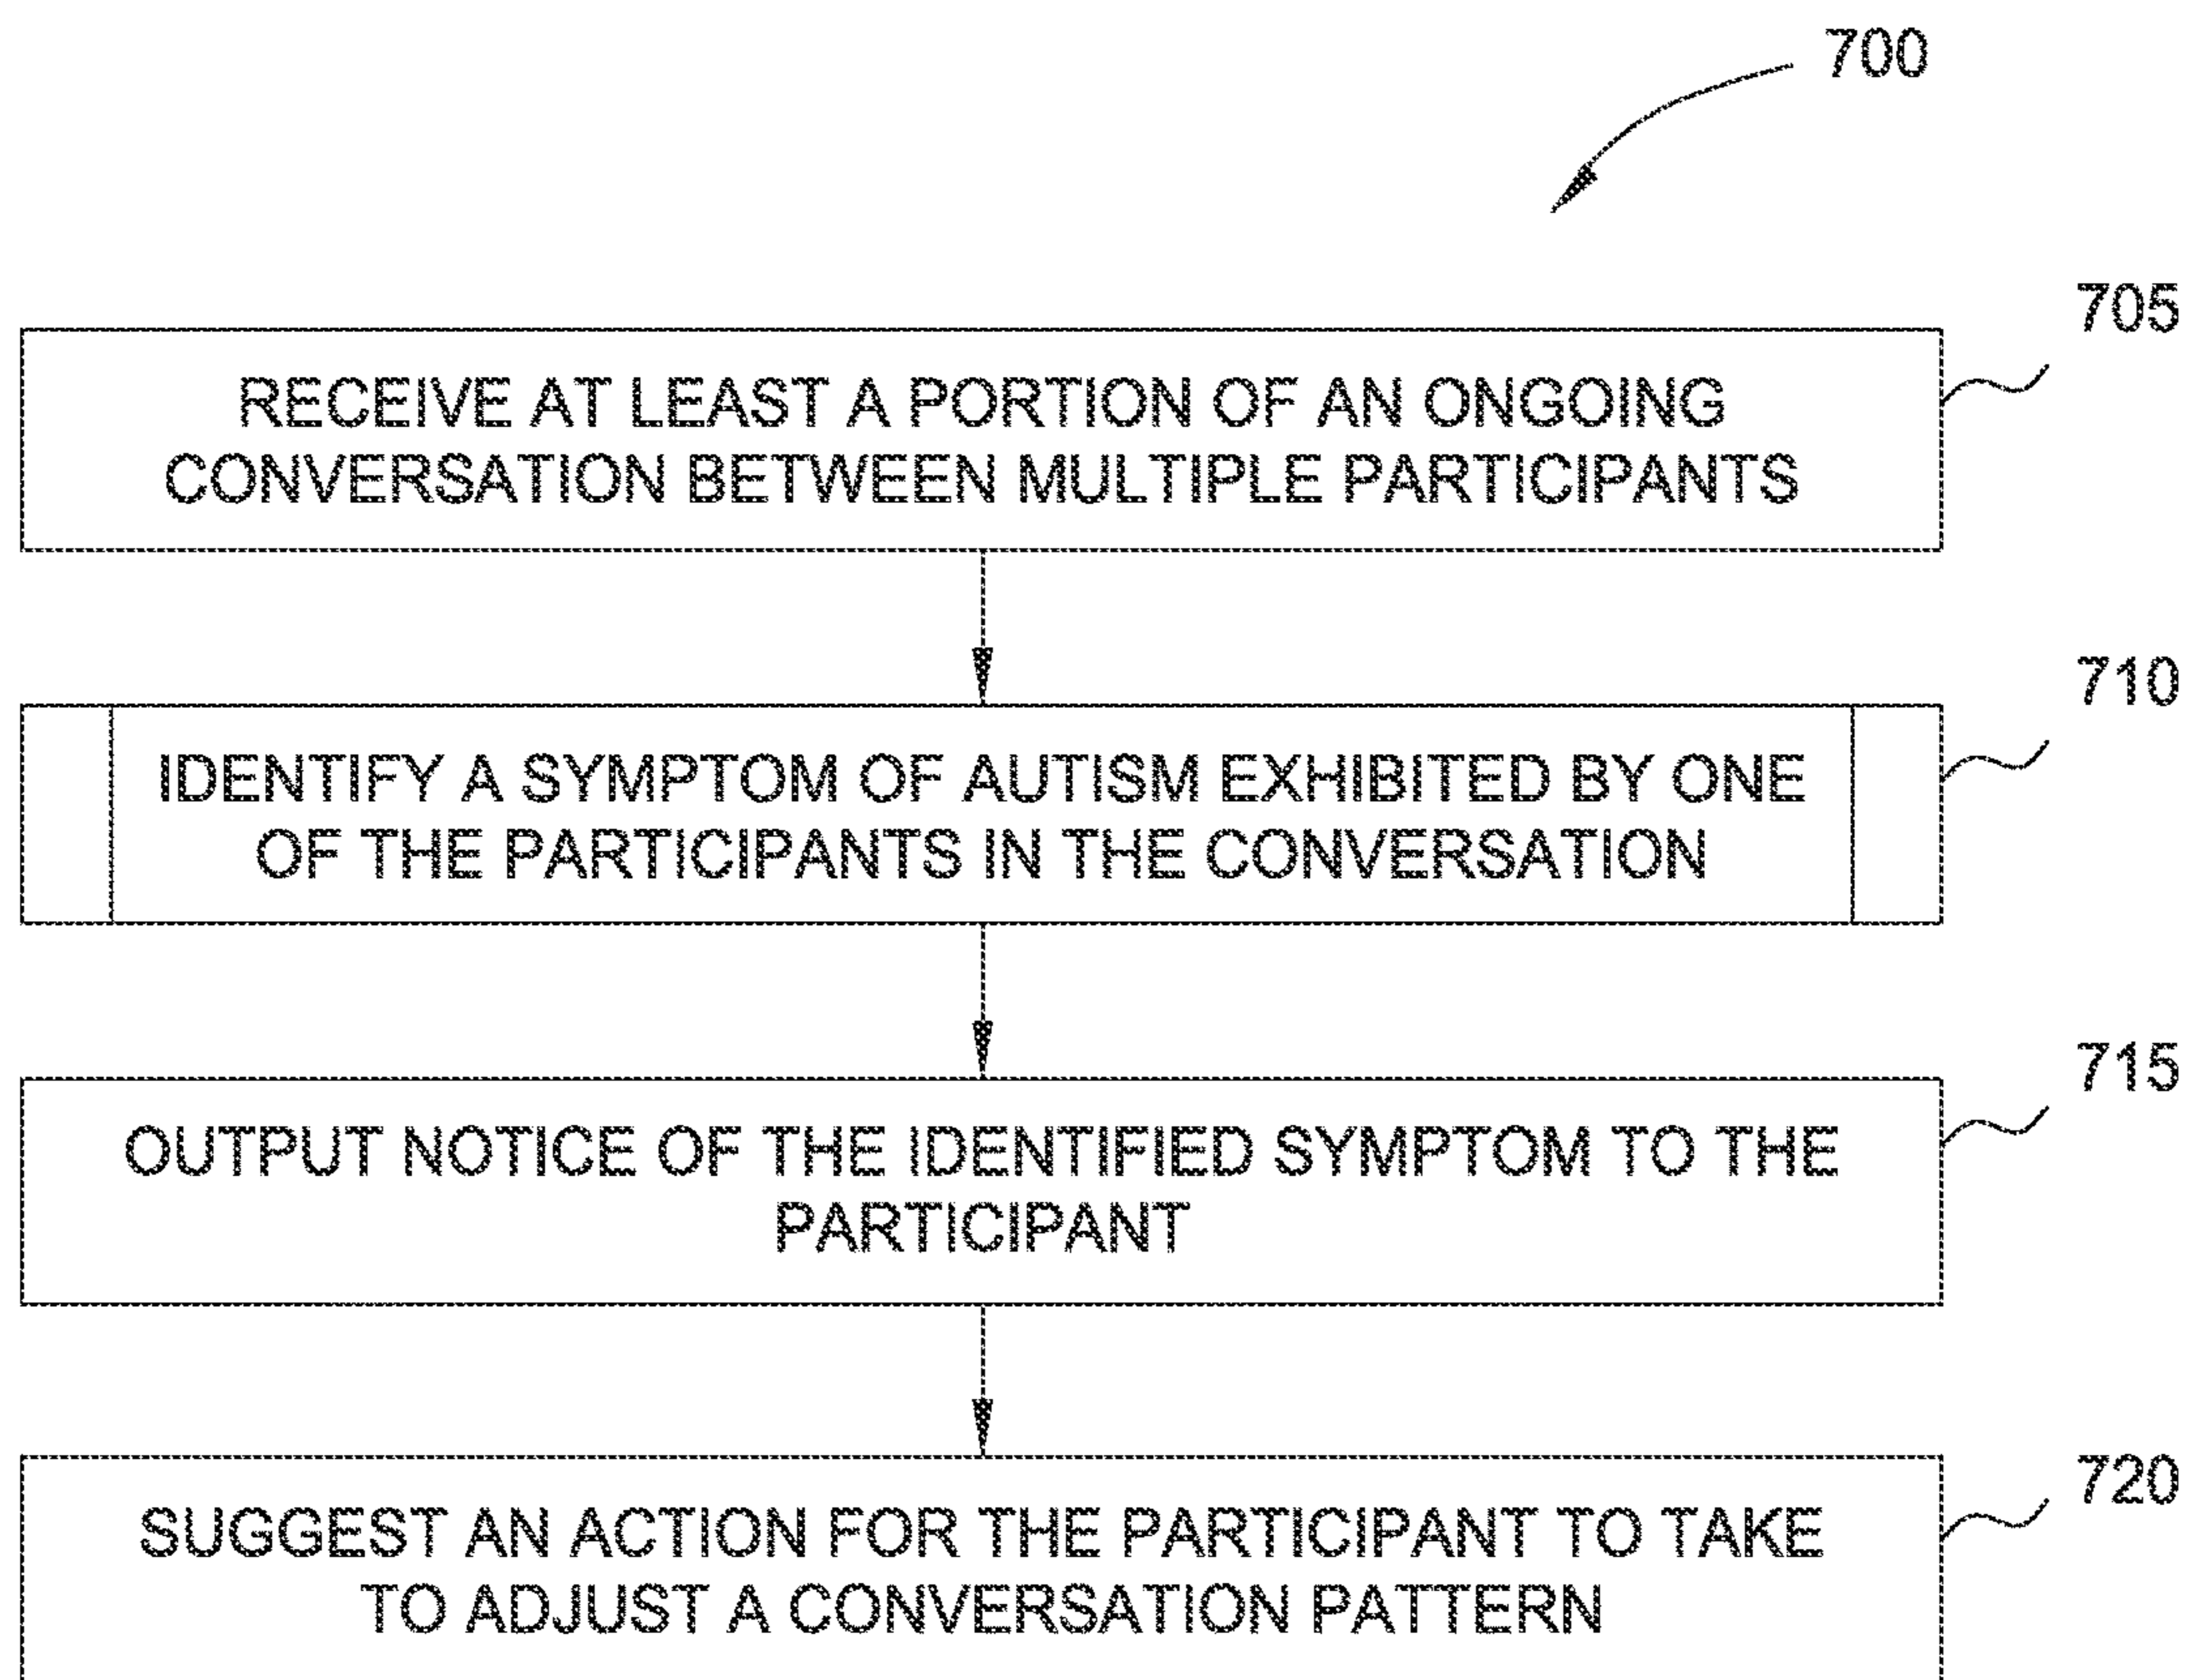 700
705
RECEIVE AT LEAST A PORTION OF AN ONGOING
CONVERSATION BETWEEN MULTIPLE PARTICIPANTS
710
IDENTIFY A SYMPTOM OF AUTISM EXHIBITED BY ONE
OF THE PARTICIPANTS IN THE CONVERSATION
715
OUTPUT NOTICE OF THE IDENTIFIED SYMPTOM TO THE
PARTICIPANT
720
SUGGEST AN ACTION FOR THE PARTICIPANT TO TAKE
TO ADJUST A CONVERSATION PATTERN